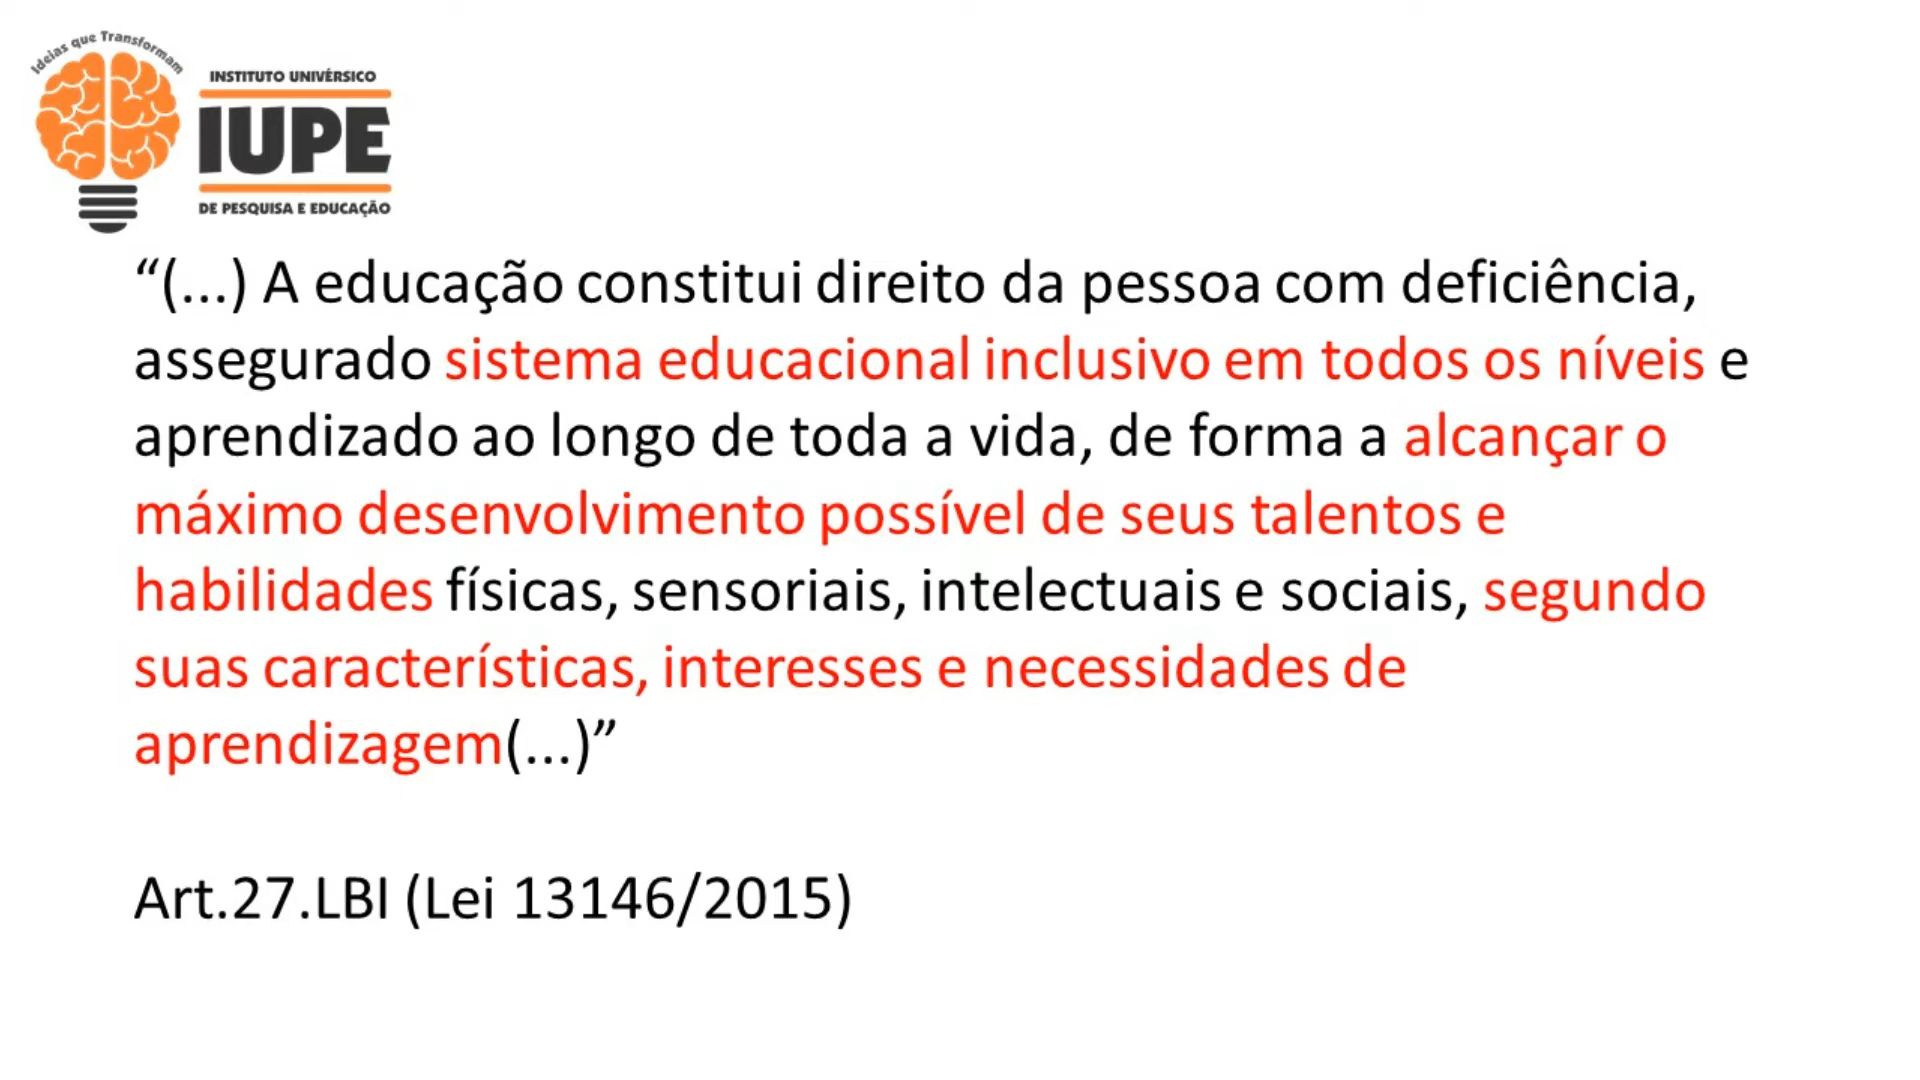 Ideias que Transformam
INSTITUTO UNIVÉRSICO
IUPE
DE PESQUISA E EDUCAÇÃO
“(...) A educação constitui direito da pessoa com deficiência,
assegurado sistema educacional inclusivo em todos os níveis e
aprendizado ao longo de toda a vida, de forma a alcançar o
máximo desenvolvimento possível de seus talentos e
habilidades físicas, sensoriais, intelectuais e sociais, segundo
suas características, interesses e necessidades de
aprendizagem(...)”
Art.27.LBI (Lei 13146/2015)